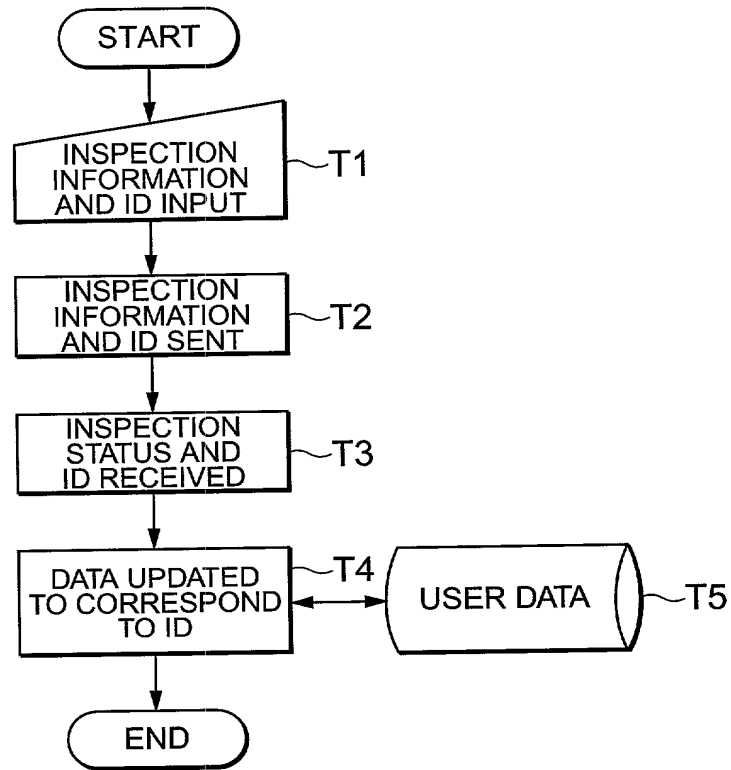 START
INSPECTION
INFORMATION
AND ID INPUT
T1
INSPECTION
INFORMATION
AND ID SENT
T2
INSPECTION
STATUS AND
ID RECEIVED
T3
DATA UPDATED
TO CORRESPOND
TO ID
T4
USER DATA
T5
END